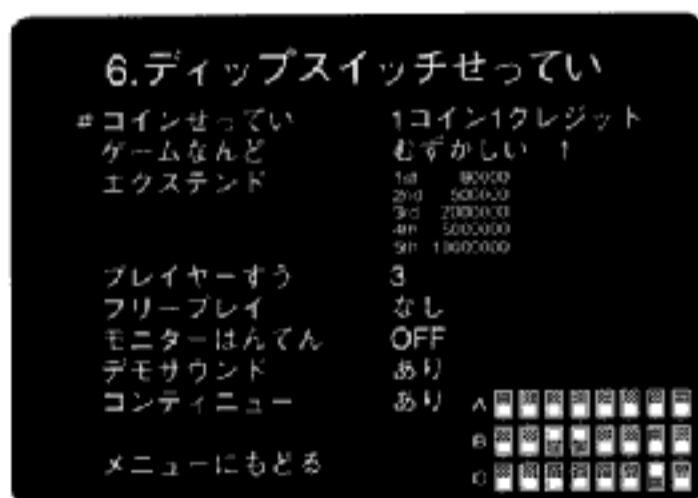 6.ディップスイッチせってい
*コインせってい 1コイン1クレジット
ゲームなんど むずかしい ↑
エクステンド 1st 80000
2nd 500000
3rd 2000000
4th 5000000
5th 10000000
プレイヤーすう 3
フリープレイ なし
モニターはんてん OFF
デモサウンド あり
コンティニュー あり
A
B
メニューにもどる C